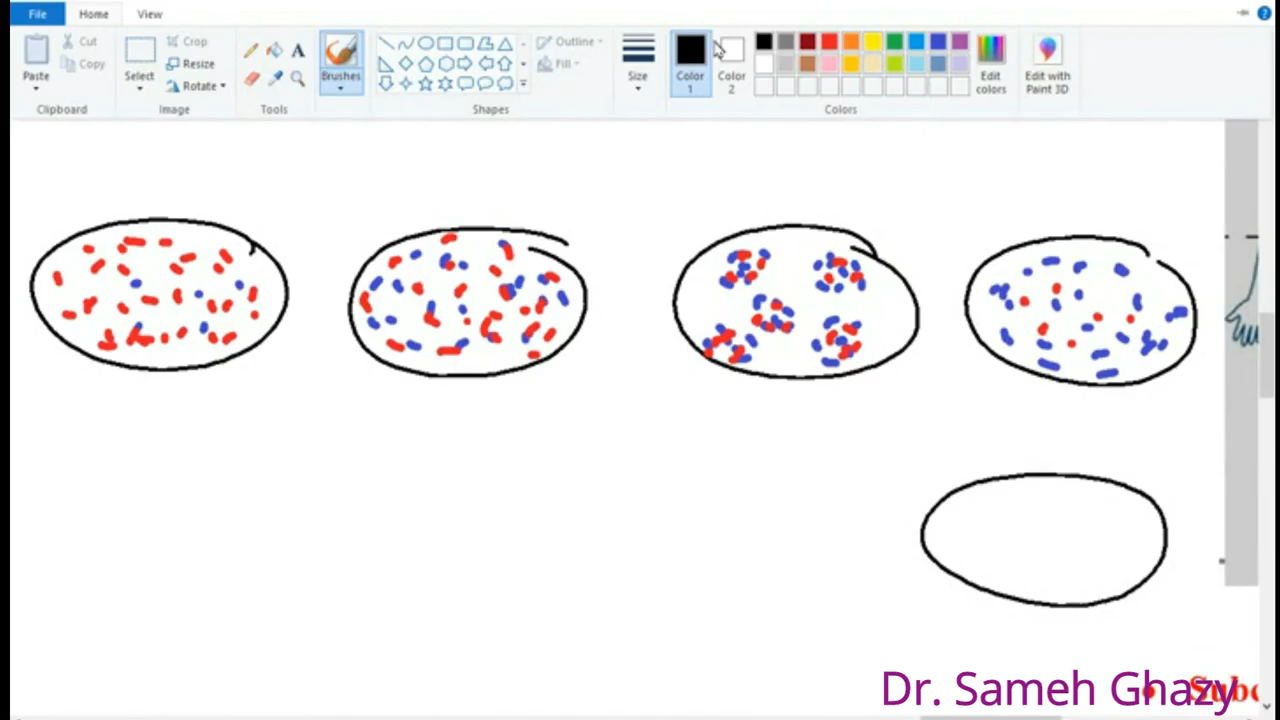 File Home View
Cut
Copy
Paste
Clipboard
Crop
Resize
Rotate
Select
Image
A
Tools
Brushes
Outline
Fill
Shapes
Size
Color 1
Color 2
Edit colors
Colors
Edit with Paint 3D
Dr. Sameh Ghazy